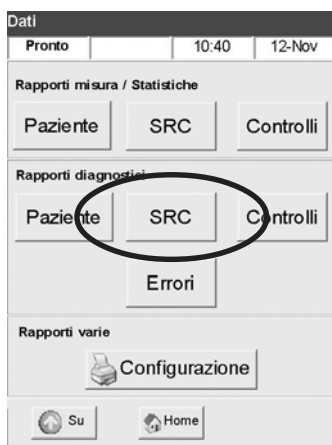 Dati
Pronto 10:40 12-Nov
Rapporti misura / Statistiche
Paziente SRC Controlli
Rapporti diagnostici
Paziente SRC Controlli
Errori
Rapporti varie
Configurazione
Su Home